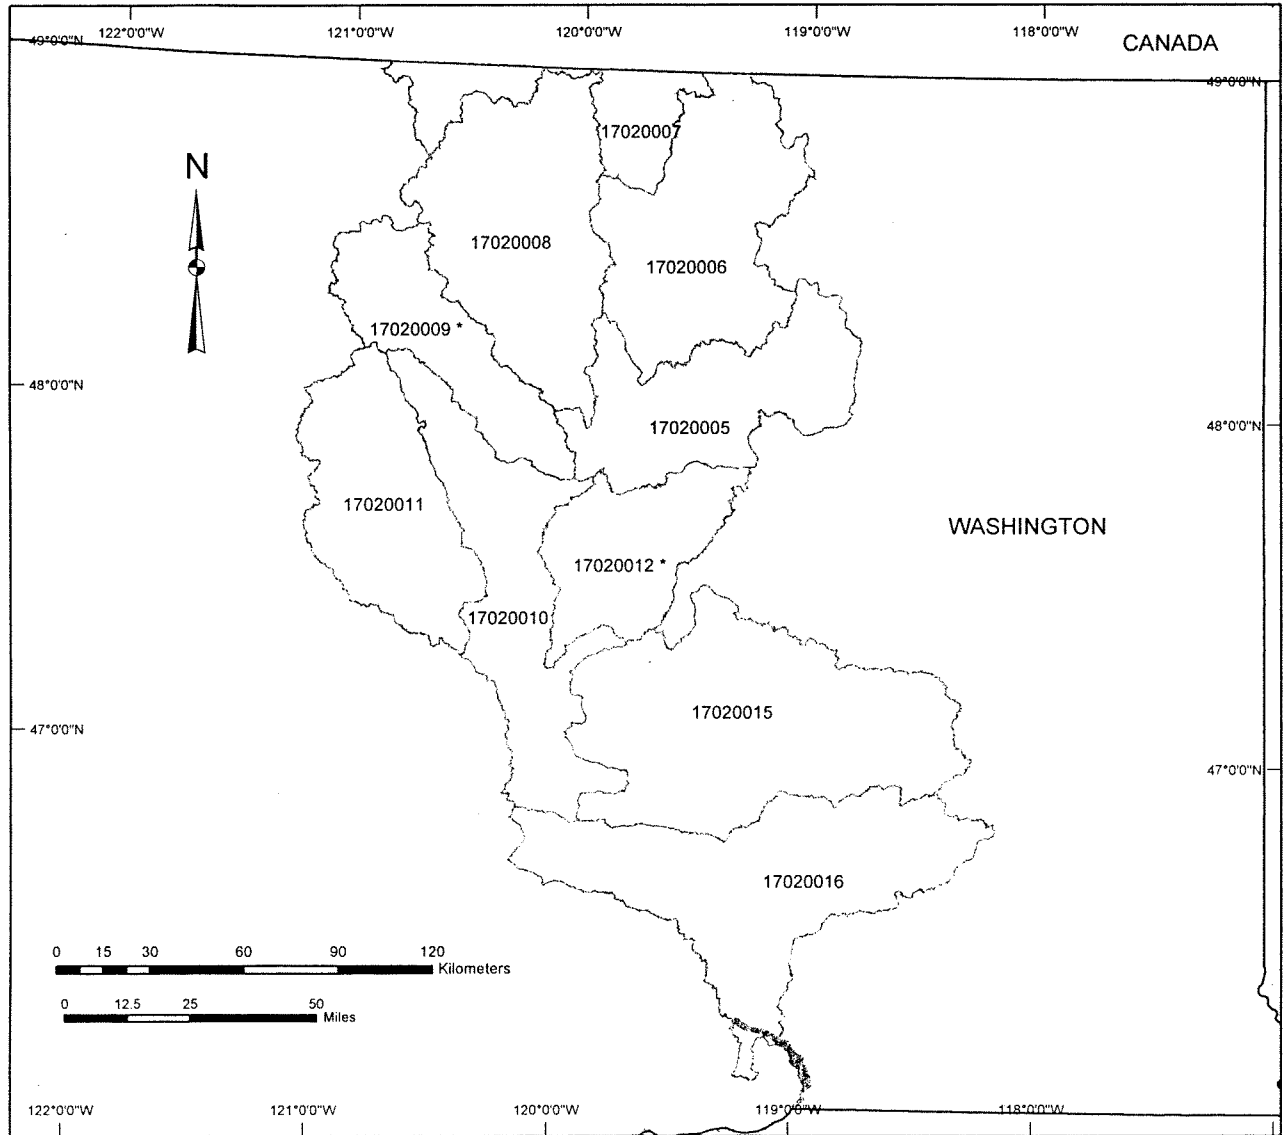 122°0'0"W 121°0'0"W 120°0'0"W 119°0'0"W 118°0'0"W
49°0'0"N
CANADA
49°0'0"N
17020007
N
17020008
17020006
17020009 *
48°0'0"N
17020005
48°0'0"N
17020011
WASHINGTON
17020012 *
17020010
17020015
47°0'0"N
47°0'0"N
17020016
0 15 30 60 90 120
Kilometers
0 12.5 25 50
Miles
122°0'0"W 121°0'0"W 120°0'0"W 119°0'0"W 118°0'0"W